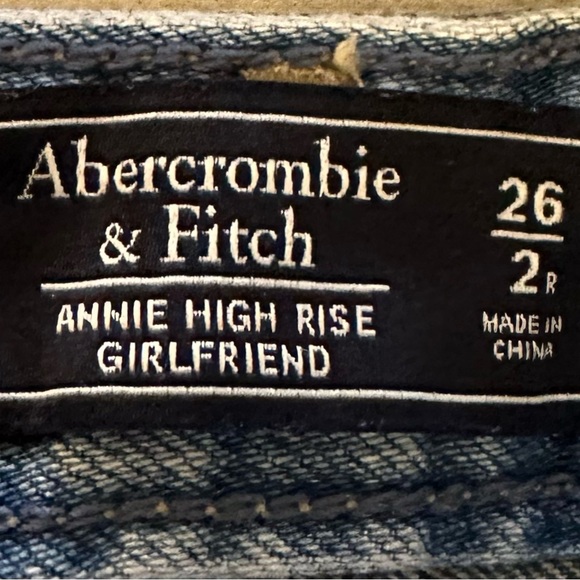 Abercrombie
& Fitch
ANNIE HIGH RISE
GIRLFRIEND
26
2R
MADE IN
CHINA